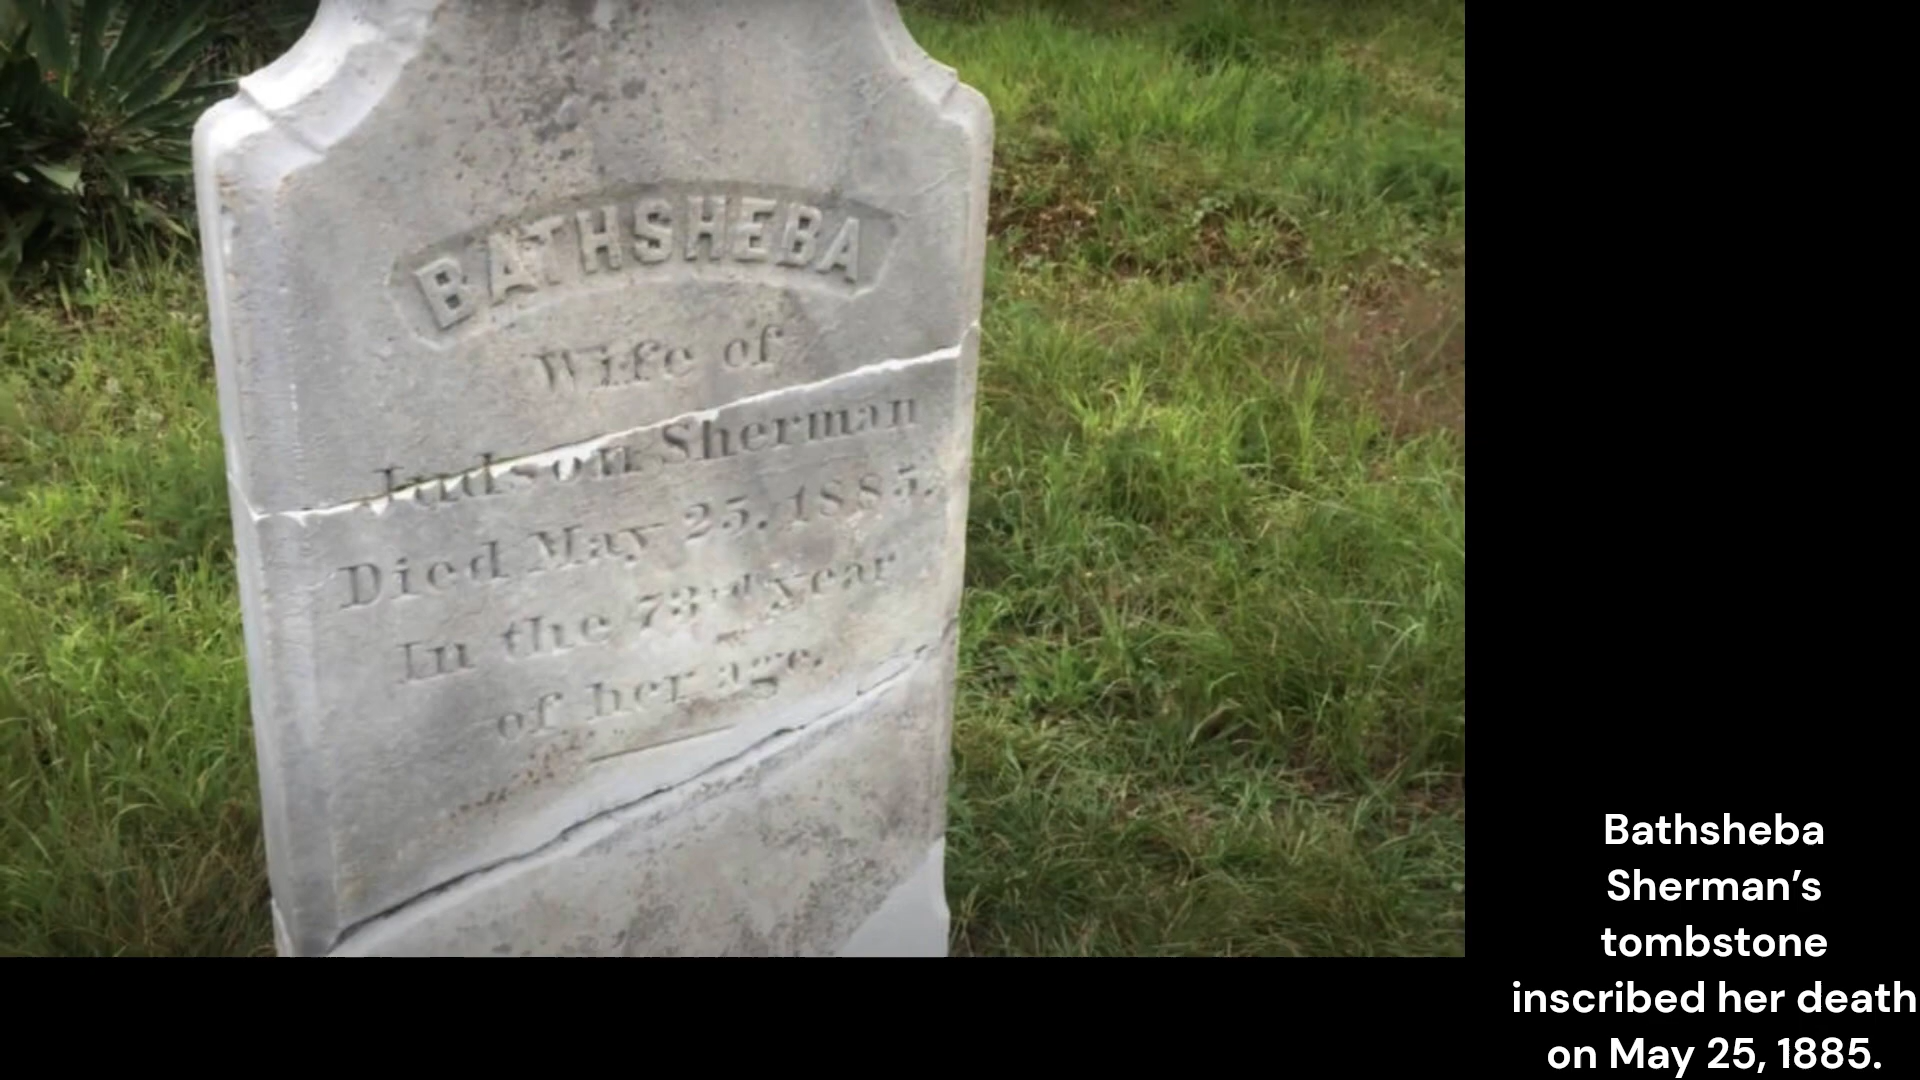 BATHSHEBA
Wife of
Judson Sherman
Died May 25, 1885.
In the 73rd year
of her age.
Bathsheba
Sherman’s
tombstone
inscribed her death
on May 25, 1885.